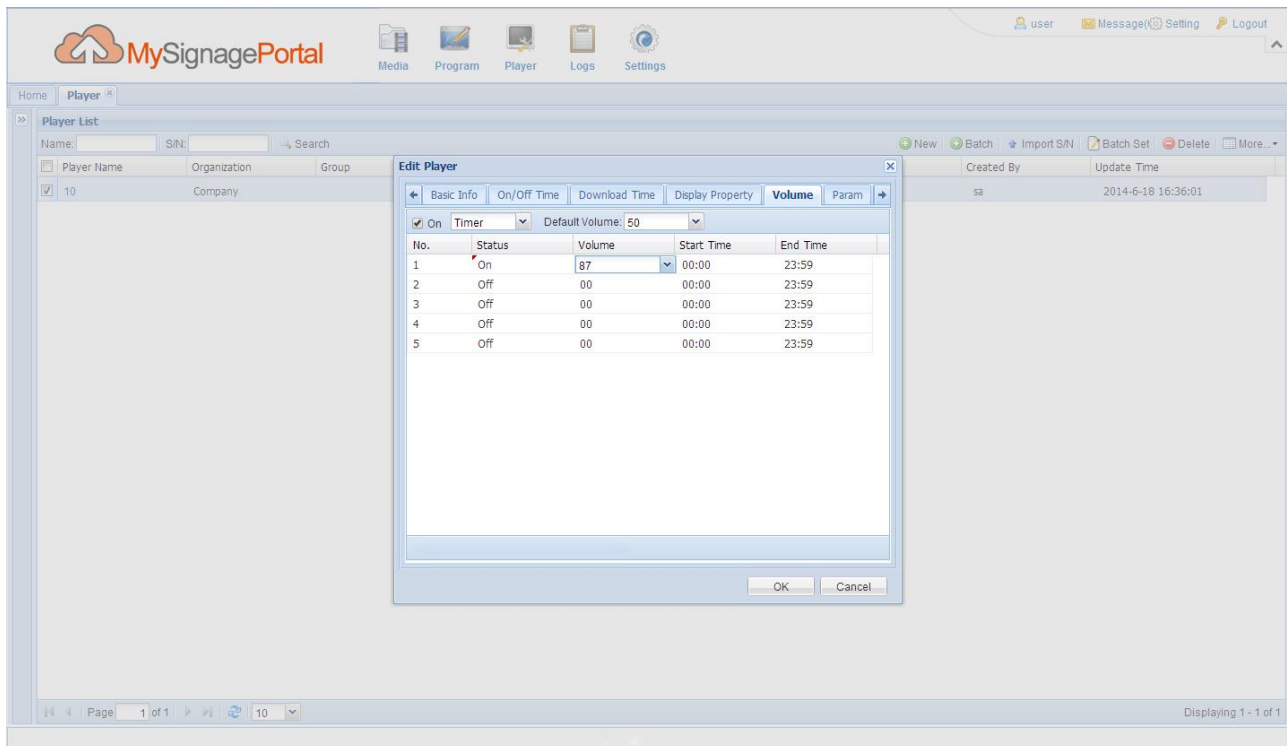 user Message(0) Setting Logout
MySignagePortal
Media Program Player Logs Settings
Home Player
Player List
Name: S/N: Search New Batch Import S/N Batch Set Delete More...
Player Name Organization Group Created By Update Time
10 Company sa 2014-6-18 16:36:01
Edit Player
Basic Info On/Off Time Download Time Display Property Volume Param
On Timer Default Volume: 50
No. Status Volume Start Time End Time
1 On 87 00:00 23:59
2 Off 00 00:00 23:59
3 Off 00 00:00 23:59
4 Off 00 00:00 23:59
5 Off 00 00:00 23:59
OK Cancel
Page 1 of 1 10 Displaying 1 - 1 of 1